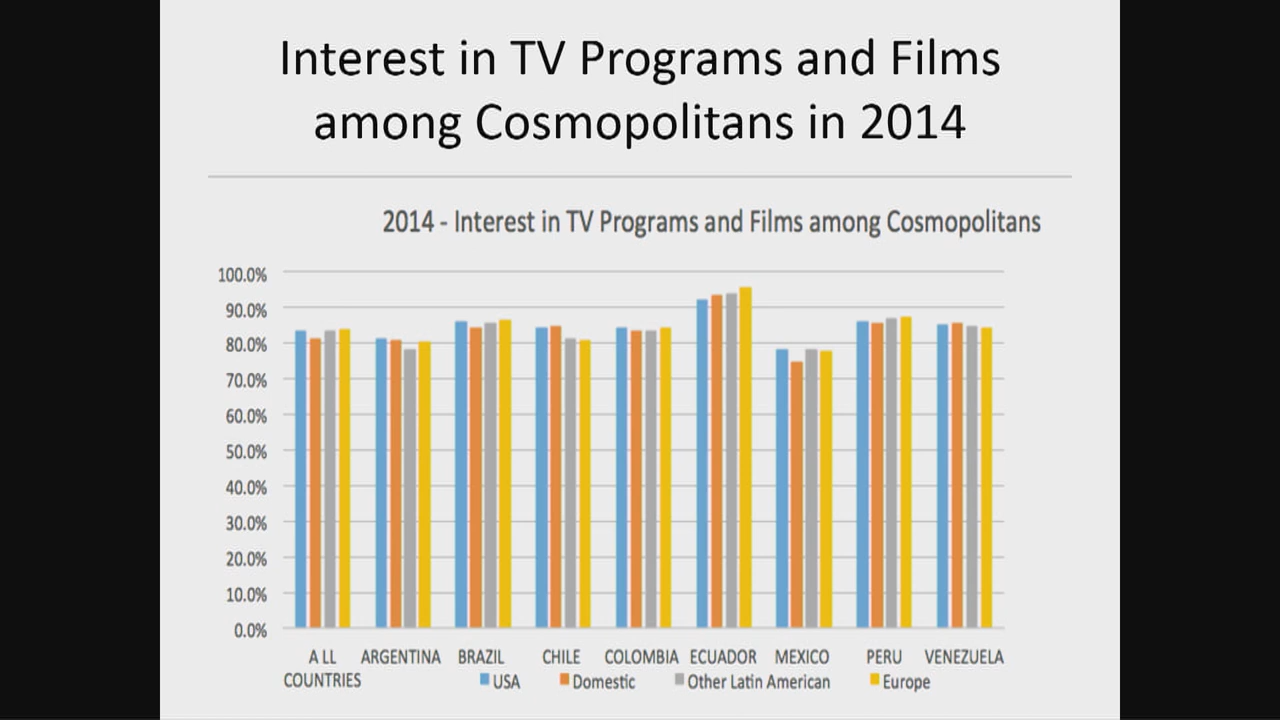 Interest in TV Programs and Films
among Cosmopolitans in 2014
2014 - Interest in TV Programs and Films among Cosmopolitans
100.0%
90.0%
80.0%
70.0%
60.0%
50.0%
40.0%
30.0%
20.0%
10.0%
0.0%
A LL ARGENTINA BRAZIL CHILE COLOMBIA ECUADOR MEXICO PERU VENEZUELA
COUNTRIES USA Domestic Other Latin American Europe